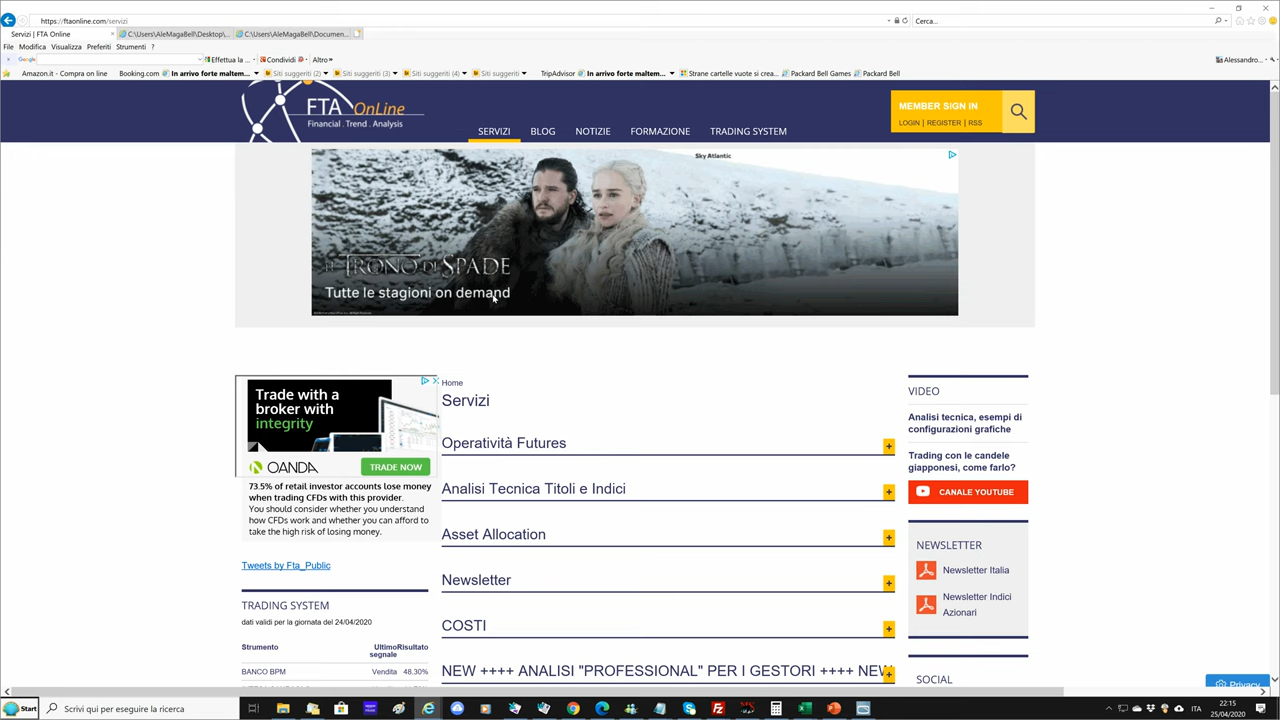 https://ftaonline.com/servizi
Cerca...
Servizi | FTA Online
C:\Users\AleMagaBell\Desktop\...
C:\Users\AleMagaBell\Documen...
File Modifica Visualizza Preferiti Strumenti ?
Google
Effettua la ...
Condividi
Altro »
Alessandro...
Amazon.it - Compra on line
Booking.com
In arrivo forte maltem...
Siti suggeriti (2)
Siti suggeriti (3)
Siti suggeriti (4)
Siti suggeriti
TripAdvisor
In arrivo forte maltem...
Strane cartelle vuote si crea...
Packard Bell Games
Packard Bell
FTA OnLine
Financial . Trend . Analysis
SERVIZI BLOG NOTIZIE FORMAZIONE TRADING SYSTEM
MEMBER SIGN IN
LOGIN | REGISTER | RSS
Sky Atlantic
IL TRONO DI SPADE
Tutte le stagioni on demand
Trade with a
broker with
integrity
OANDA
TRADE NOW
73.5% of retail investor accounts lose money
when trading CFDs with this provider.
You should consider whether you understand
how CFDs work and whether you can afford to
take the high risk of losing money.
Tweets by Fta_Public
TRADING SYSTEM
dati validi per la giornata del 24/04/2020
Strumento Ultimo segnale Risultato
BANCO BPM Vendita 48.30%
Home
Servizi
Operatività Futures +
Analisi Tecnica Titoli e Indici +
Asset Allocation +
Newsletter +
COSTI +
NEW ++++ ANALISI "PROFESSIONAL" PER I GESTORI ++++ NEW +
VIDEO
Analisi tecnica, esempi di
configurazioni grafiche
Trading con le candele
giapponesi, come farlo?
CANALE YOUTUBE
NEWSLETTER
Newsletter Italia
Newsletter Indici
Azionari
SOCIAL
Privacy
Start
Scrivi qui per eseguire la ricerca
ITA
22:15
25/04/2020